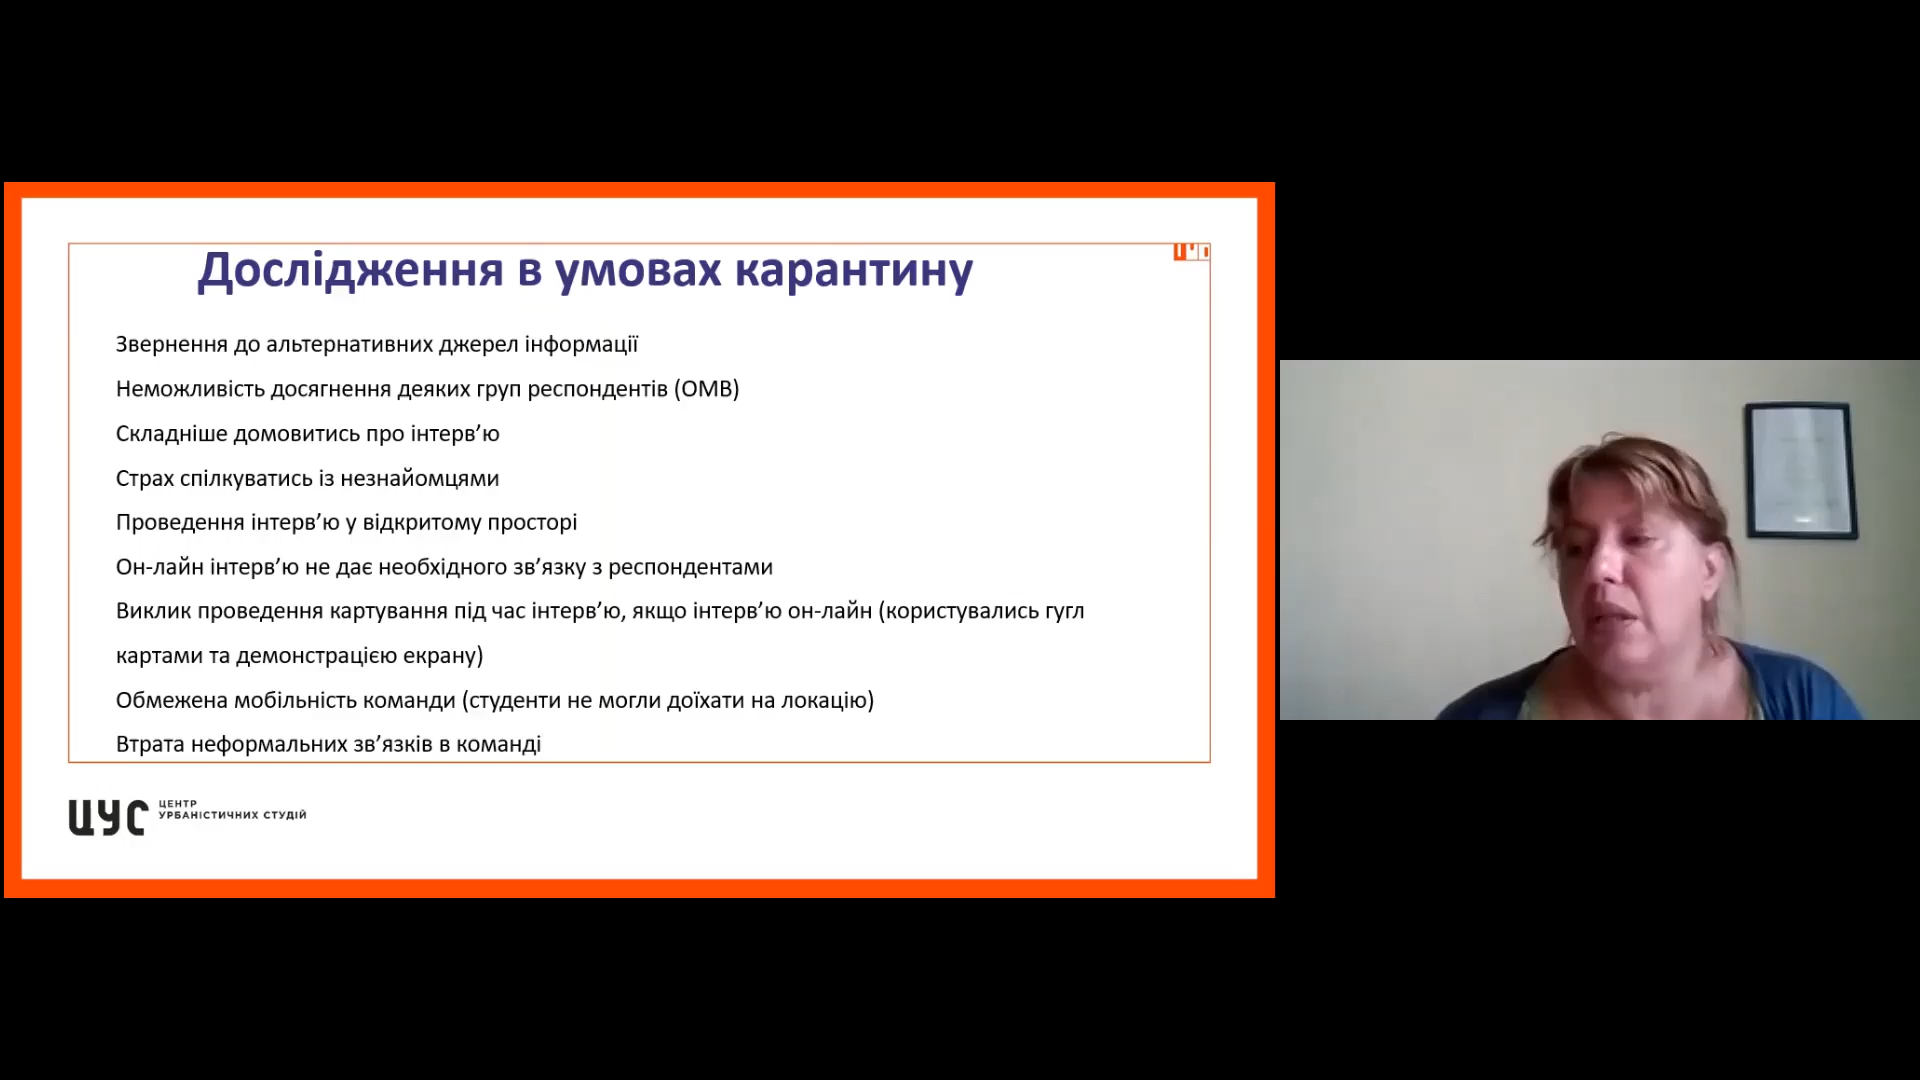 Дослідження в умовах карантину
Звернення до альтернативних джерел інформації
Неможливість досягнення деяких груп респондентів (ОМВ)
Складніше домовитись про інтерв’ю
Страх спілкуватись із незнайомцями
Проведення інтерв’ю у відкритому просторі
Он-лайн інтерв’ю не дає необхідного зв’язку з респондентами
Виклик проведення картування під час інтерв’ю, якщо інтерв’ю он-лайн (користувались гугл
картами та демонстрацією екрану)
Обмежена мобільність команди (студенти не могли доїхати на локацію)
Втрата неформальних зв’язків в команді
ЦУС
ЦЕНТР
УРБАНІСТИЧНИХ СТУДІЙ